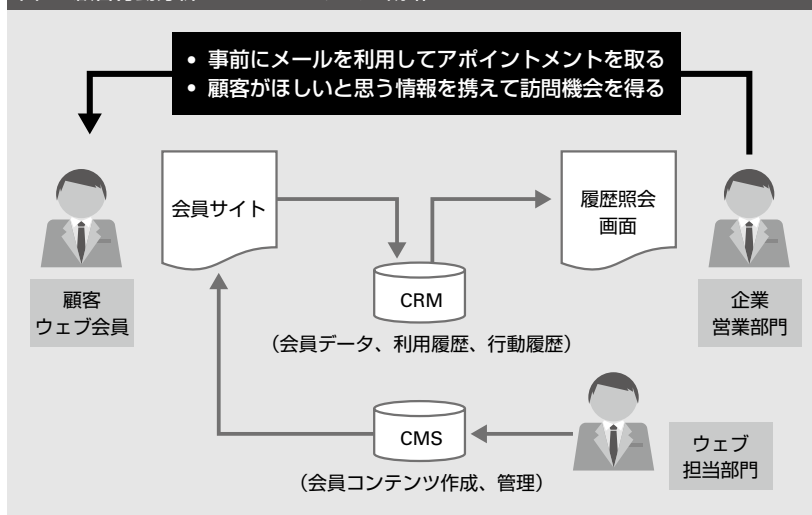 • 事前にメールを利用してアポイントメントを取る
• 顧客がほしいと思う情報を携えて訪問機会を得る
会員サイト
履歴照会
画面
CRM
(会員データ、利用履歴、行動履歴)
顧客
ウェブ会員
企業
営業部門
CMS
(会員コンテンツ作成、管理)
ウェブ
担当部門